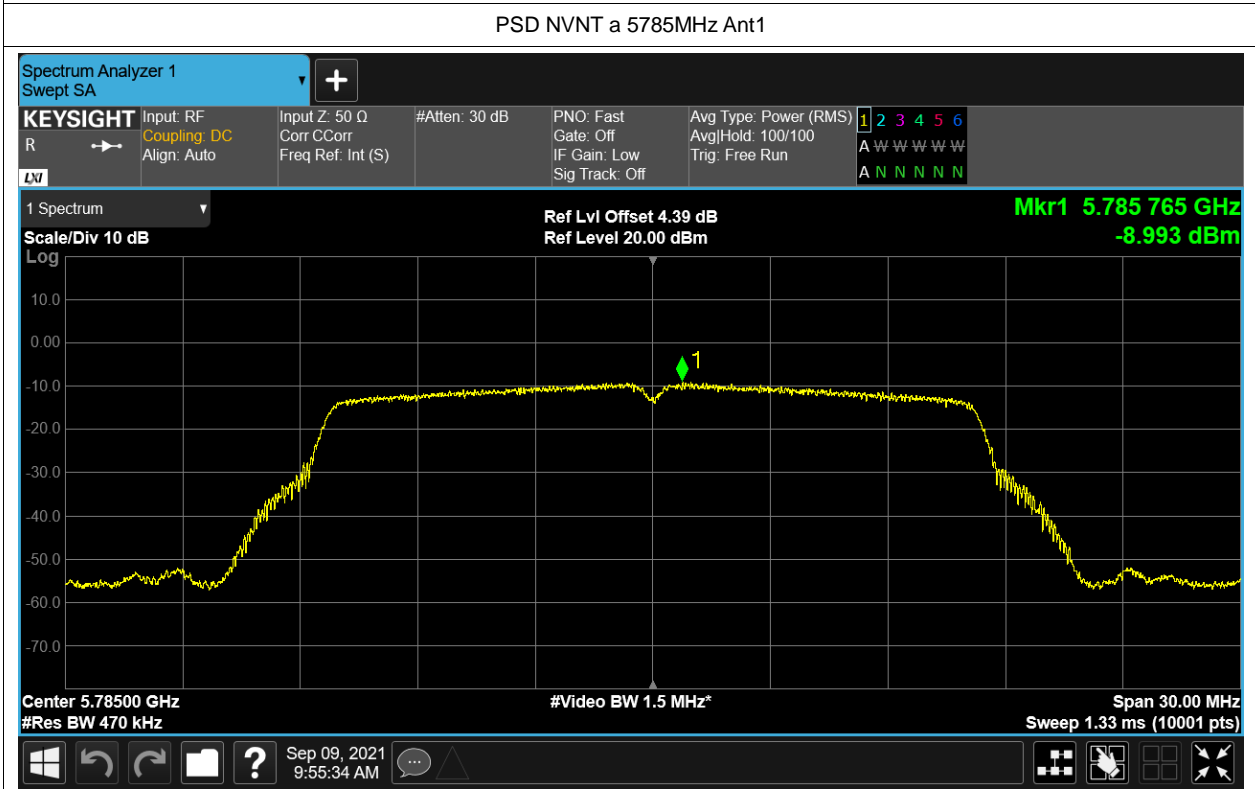 PSD NVNT a 5785MHz Ant1
Spectrum Analyzer 1
Swept SA
KEYSIGHT
R
LXI
Input: RF
Coupling: DC
Align: Auto
Input Z: 50 Ω
Corr CCorr
Freq Ref: Int (S)
#Atten: 30 dB
PNO: Fast
Gate: Off
IF Gain: Low
Sig Track: Off
Avg Type: Power (RMS)
Avg|Hold: 100/100
Trig: Free Run
1 2 3 4 5 6
A W W W W W
A N N N N N
1 Spectrum
Scale/Div 10 dB
Ref Lvl Offset 4.39 dB
Ref Level 20.00 dBm
Mkr1 5.785 765 GHz
-8.993 dBm
Log
10.0
0.00
-10.0
-20.0
-30.0
-40.0
-50.0
-60.0
-70.0
1
Center 5.78500 GHz
#Res BW 470 kHz
#Video BW 1.5 MHz*
Span 30.00 MHz
Sweep 1.33 ms (10001 pts)
?
Sep 09, 2021
9:55:34 AM